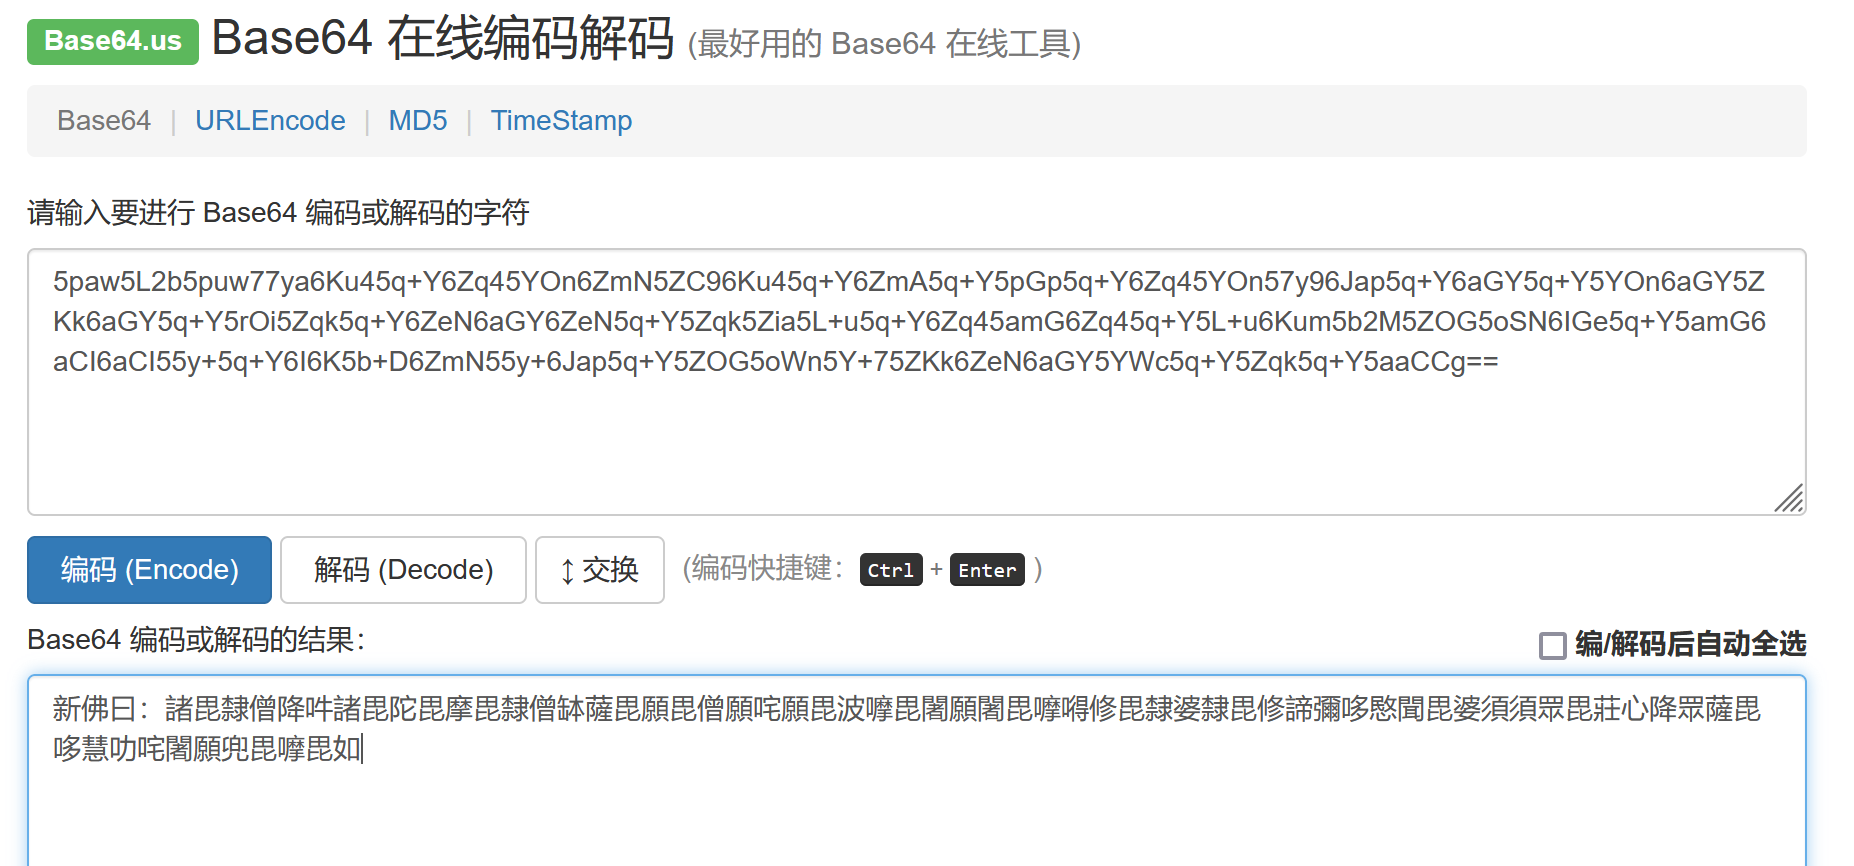 Base64.us Base64 在线编码解码 (最好用的 Base64 在线工具)
Base64 | URLEncode | MD5 | TimeStamp
请输入要进行 Base64 编码或解码的字符
5paw5L2b5puw77ya6Ku45q+Y6Zq45YOn6ZmN5ZC96Ku45q+Y6ZmA5q+Y5pGp5q+Y6Zq45YOn57y96Jap5q+Y6aGY5q+Y5YOn6aGY5Z
Kk6aGY5q+Y5rOi5Zqk5q+Y6ZeN6aGY6ZeN5q+Y5Zqk5Zia5L+u5q+Y6Zq45amG6Zq45q+Y5L+u6Kum5b2M5ZOG5oSN6IGe5q+Y5amG6
aCI6aCI55y+5q+Y6I6K5b+D6ZmN55y+6Jap5q+Y5ZOG5oWn5Y+75ZKk6ZeN6aGY5YWc5q+Y5Zqk5q+Y5aaCCg==
编码 (Encode) 解码 (Decode) ↕ 交换 (编码快捷键： Ctrl + Enter )
Base64 编码或解码的结果： 编/解码后自动全选
新佛曰：諸毘隸僧降吽諸毘陀毘摩毘隸僧缽薩毘願毘僧願咤願毘波嚤毘闍願闍毘嚤嘚修毘隸婆隸毘修諦彌哆愍聞毘婆須須眾毘莊心降眾薩毘
哆慧叻咤闍願兜毘嚤毘如